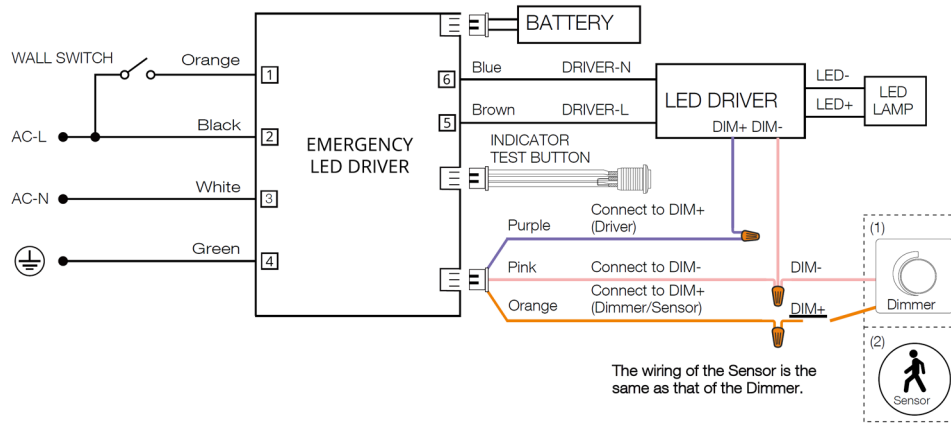 BATTERY
WALL SWITCH
Orange
1
6
Blue
DRIVER-N
LED DRIVER
DIM+ DIM-
LED-
LED+
LED
LAMP
AC-L
Black
2
5
Brown
DRIVER-L
EMERGENCY
LED DRIVER
INDICATOR
TEST BUTTON
AC-N
White
3
Green
4
Purple
Connect to DIM+
(Driver)
Pink
Connect to DIM-
DIM-
Orange
Connect to DIM+
(Dimmer/Sensor)
DIM+
(1)
Dimmer
(2)
Sensor
The wiring of the Sensor is the
same as that of the Dimmer.